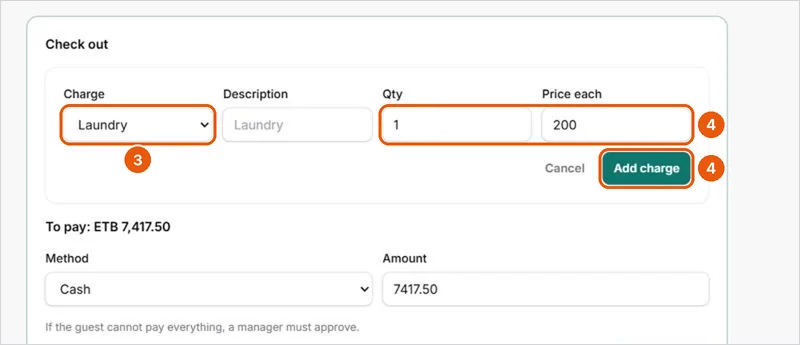 Check out
Charge Description Qty Price each
Laundry Laundry 1 200 4
3
Cancel Add charge 4
To pay: ETB 7,417.50
Method Amount
Cash 7417.50
If the guest cannot pay everything, a manager must approve.